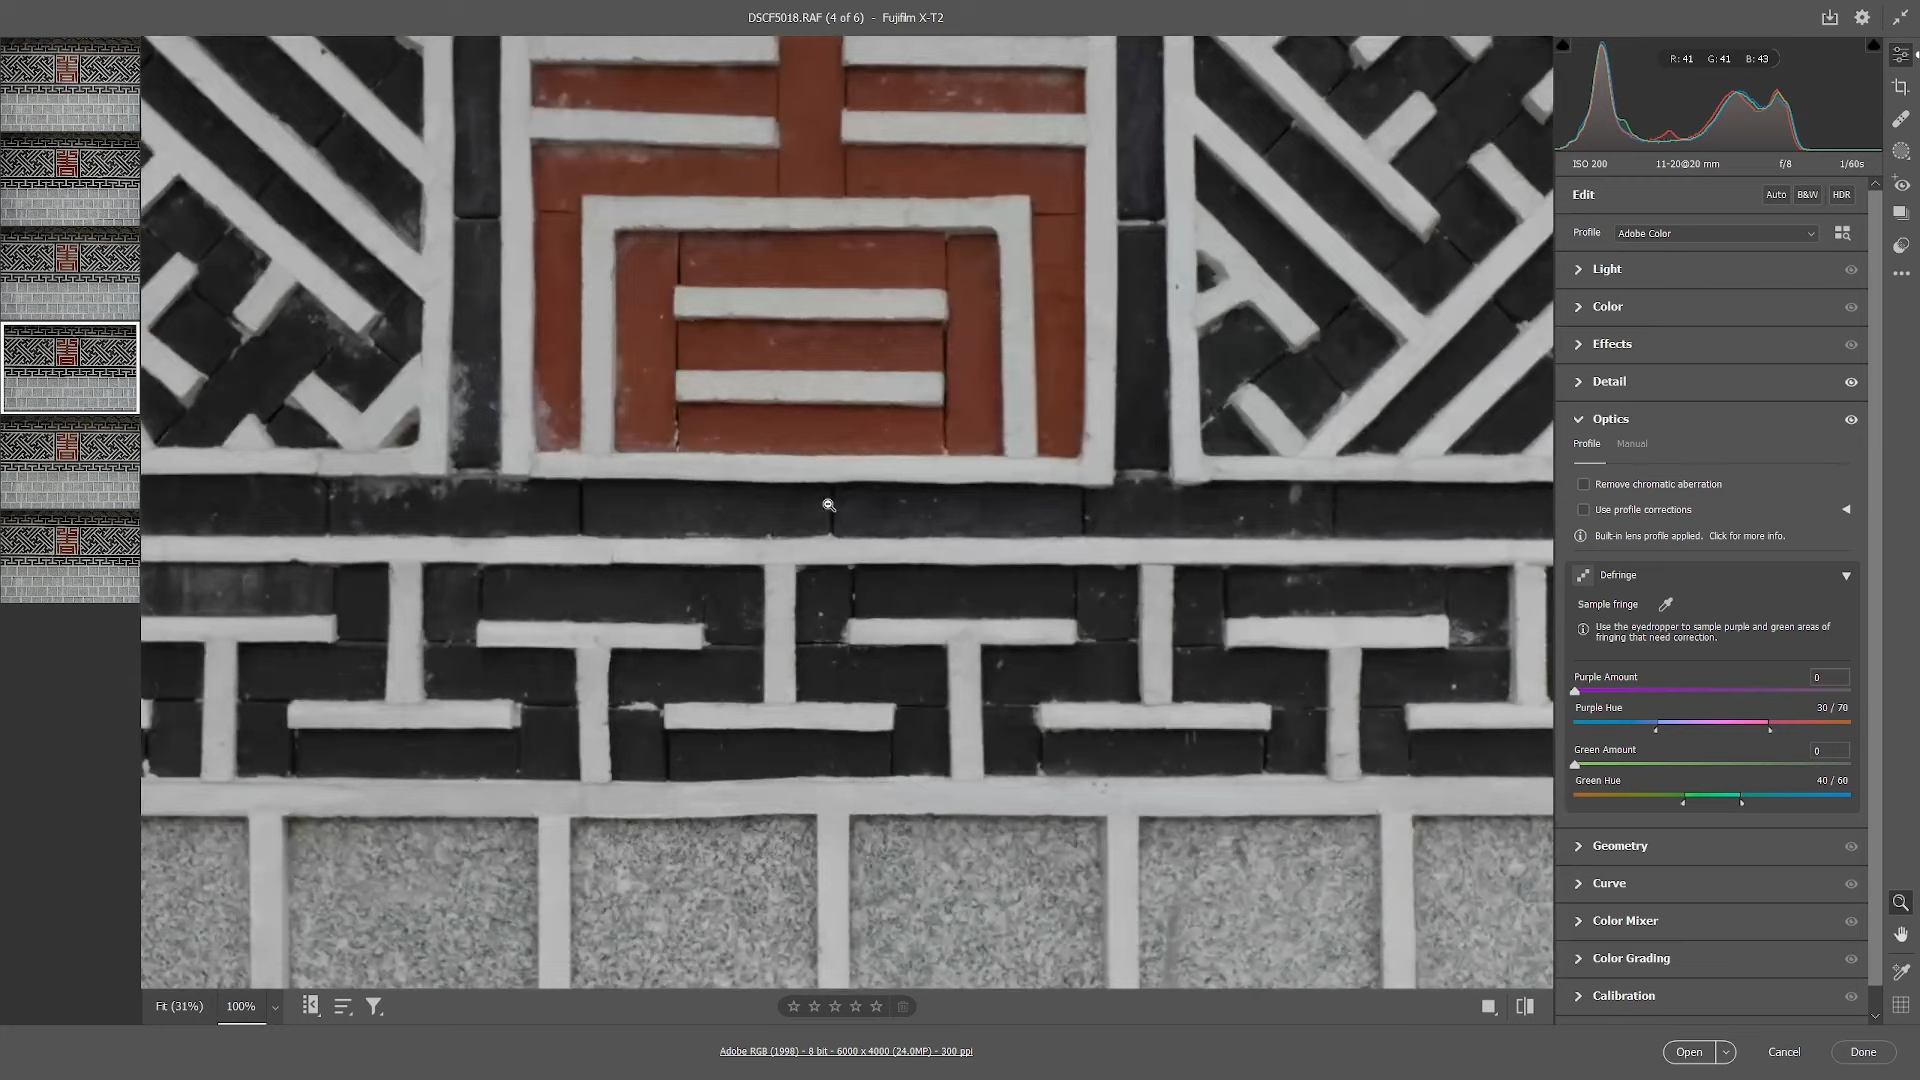 DSCF5018.RAF (4 of 6) - Fujifilm X-T2
R: 41 G: 41 B: 43
ISO 200 11-20@20 mm f/8 1/60s
Edit Auto B&W HDR
Profile Adobe Color
Light
Color
Effects
Detail
Optics
Profile Manual
Remove chromatic aberration
Use profile corrections
Built-in lens profile applied. Click for more info.
Defringe
Sample fringe
Use the eyedropper to sample purple and green areas of
fringing that need correction.
Purple Amount 0
Purple Hue 30 / 70
Green Amount 0
Green Hue 40 / 60
Geometry
Curve
Color Mixer
Color Grading
Calibration
Fit (31%) 100%
Adobe RGB (1998) - 8 bit - 6000 x 4000 (24.0MP) - 300 ppi
Open Cancel Done